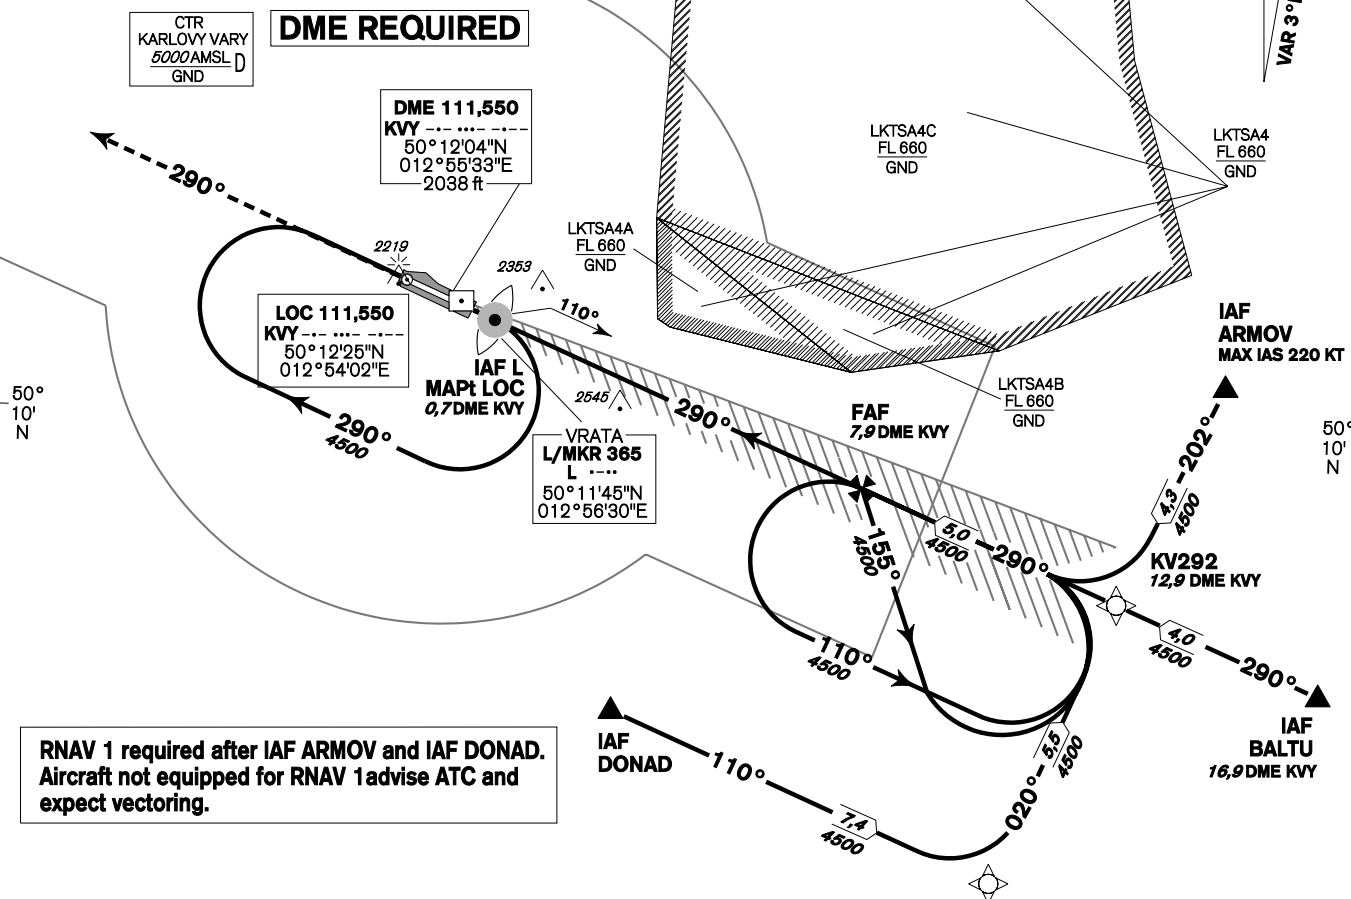 CTR
KARLOVY VARY
5000 AMSL D
GND
DME REQUIRED
VAR 3°
DME 111,550
KVY –·– ···– –·––
50°12'04"N
012°55'33"E
2038 ft
LKTSA4C
FL 660
GND
LKTSA4
FL 660
GND
290°
2219
2353
LKTSA4A
FL 660
GND
110°
LOC 111,550
KVY –·– ···– –·––
50°12'25"N
012°54'02"E
IAF L
MAPt LOC
0,7 DME KVY
IAF
ARMOV
MAX IAS 220 KT
50°
10'
N
2545
290°
LKTSA4B
FL 660
GND
FAF
7,9 DME KVY
50°
10'
N
290°
4500
VRATA
L/MKR 365
L ·–··
50°11'45"N
012°56'30"E
202°
4,3
4500
5,0
4500
290°
155°
4500
KV292
12,9 DME KVY
4,0
4500
290°
110°
4500
IAF
BALTU
16,9 DME KVY
IAF
DONAD
110°
7,4
4500
020°
5,5
4500
RNAV 1 required after IAF ARMOV and IAF DONAD.
Aircraft not equipped for RNAV 1advise ATC and
expect vectoring.